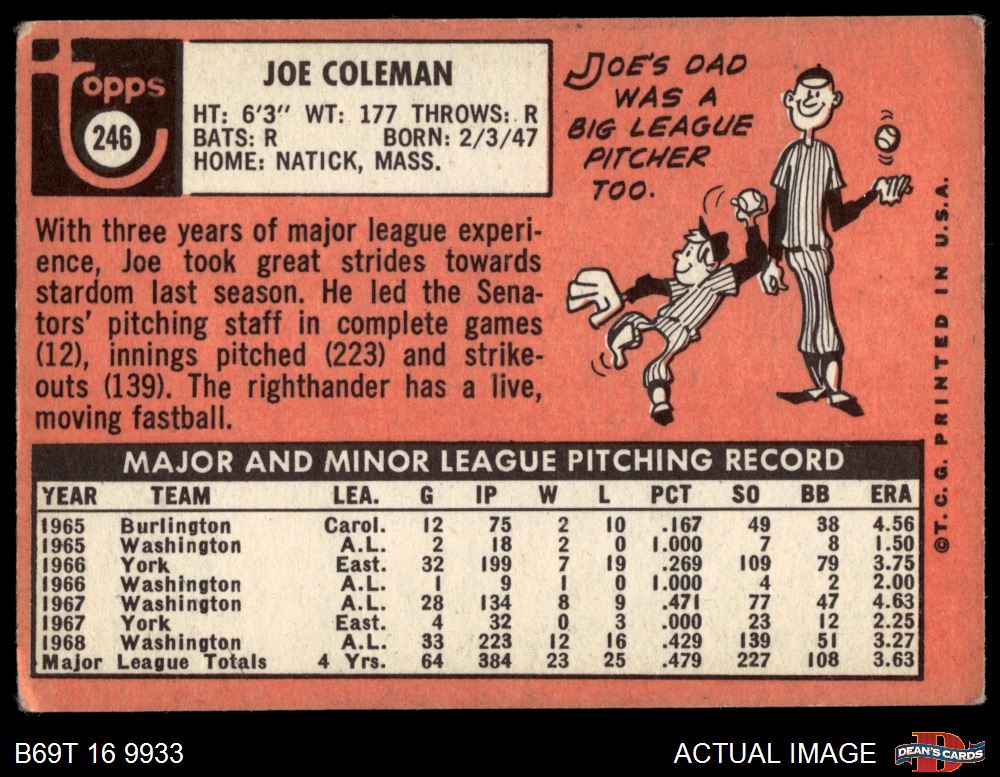 topps
246
JOE COLEMAN
HT: 6'3" WT: 177 THROWS: R
BATS: R BORN: 2/3/47
HOME: NATICK, MASS.
JOE'S DAD
WAS A
BIG LEAGUE
PITCHER
TOO.
With three years of major league experi-
ence, Joe took great strides towards
stardom last season. He led the Sena-
tors' pitching staff in complete games
(12), innings pitched (223) and strike-
outs (139). The righthander has a live,
moving fastball.
MAJOR AND MINOR LEAGUE PITCHING RECORD
YEAR TEAM LEA. G IP W L PCT SO BB ERA
1965 Burlington Carol. 12 75 2 10 .167 49 38 4.56
1965 Washington A.L. 2 18 2 0 1.000 7 8 1.50
1966 York East. 32 199 7 19 .269 109 79 3.75
1966 Washington A.L. 1 9 1 0 1.000 4 2 2.00
1967 Washington A.L. 28 134 8 9 .471 77 47 4.63
1967 York East. 4 32 0 3 .000 23 12 2.25
1968 Washington A.L. 33 223 12 16 .429 139 51 3.27
Major League Totals 4 Yrs. 64 384 23 25 .479 227 108 3.63
©T. C. G. PRINTED IN U.S.A.
B69T 16 9933
ACTUAL IMAGE
D
DEAN'S CARDS